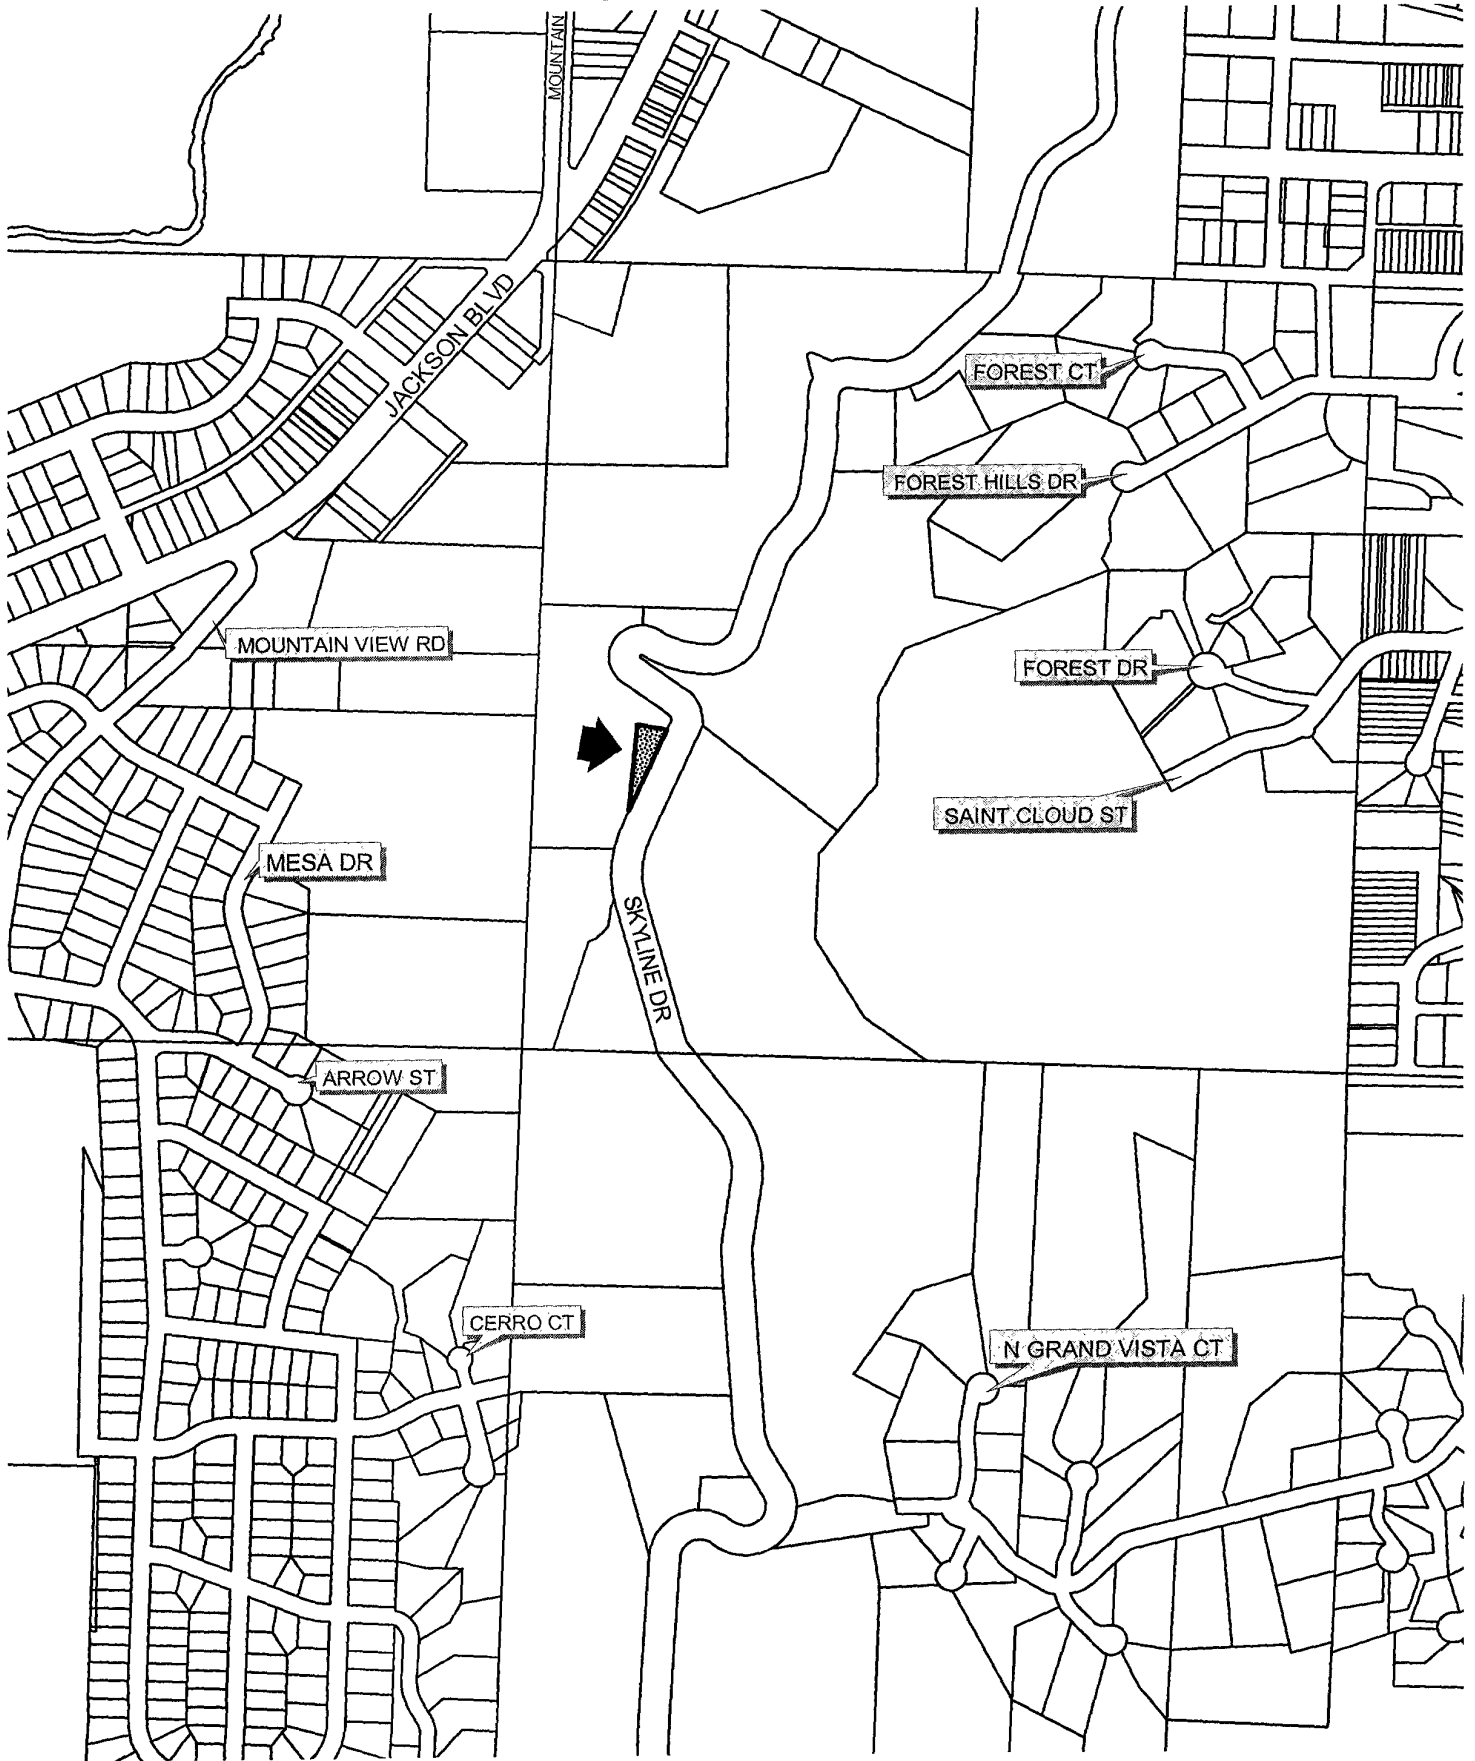 MOUNTAIN
JACKSON BLVD
FOREST CT
FOREST HILLS DR
MOUNTAIN VIEW RD
FOREST DR
SAINT CLOUD ST
MESA DR
SKYLINE DR
ARROW ST
CERRO CT
N GRAND VISTA CT